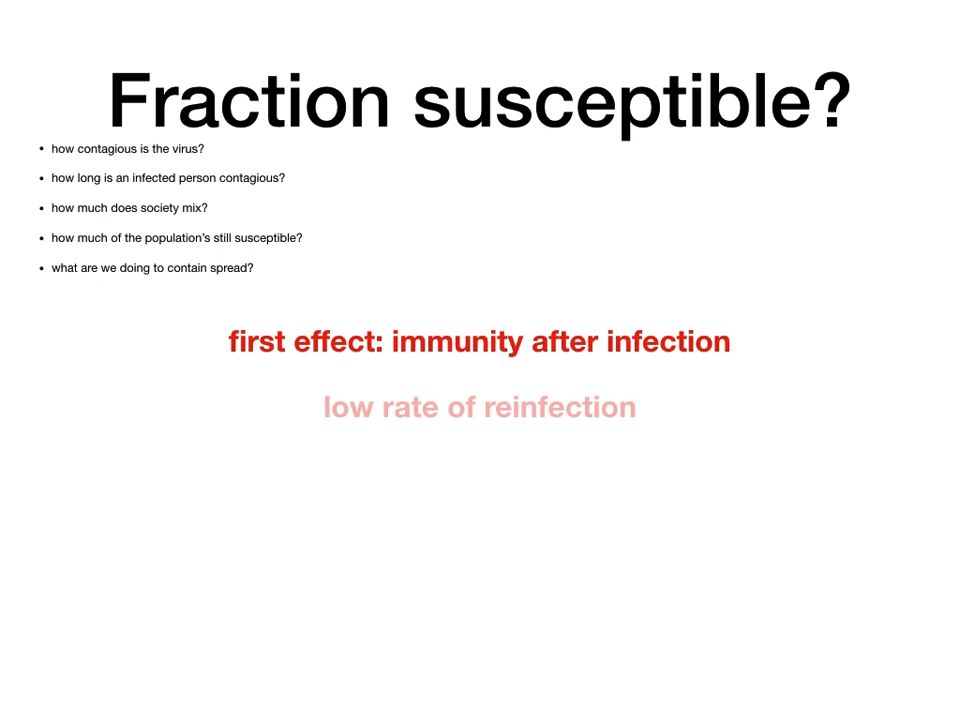 Fraction susceptible?
• how contagious is the virus?
• how long is an infected person contagious?
• how much does society mix?
• how much of the population’s still susceptible?
• what are we doing to contain spread?
first effect: immunity after infection
low rate of reinfection